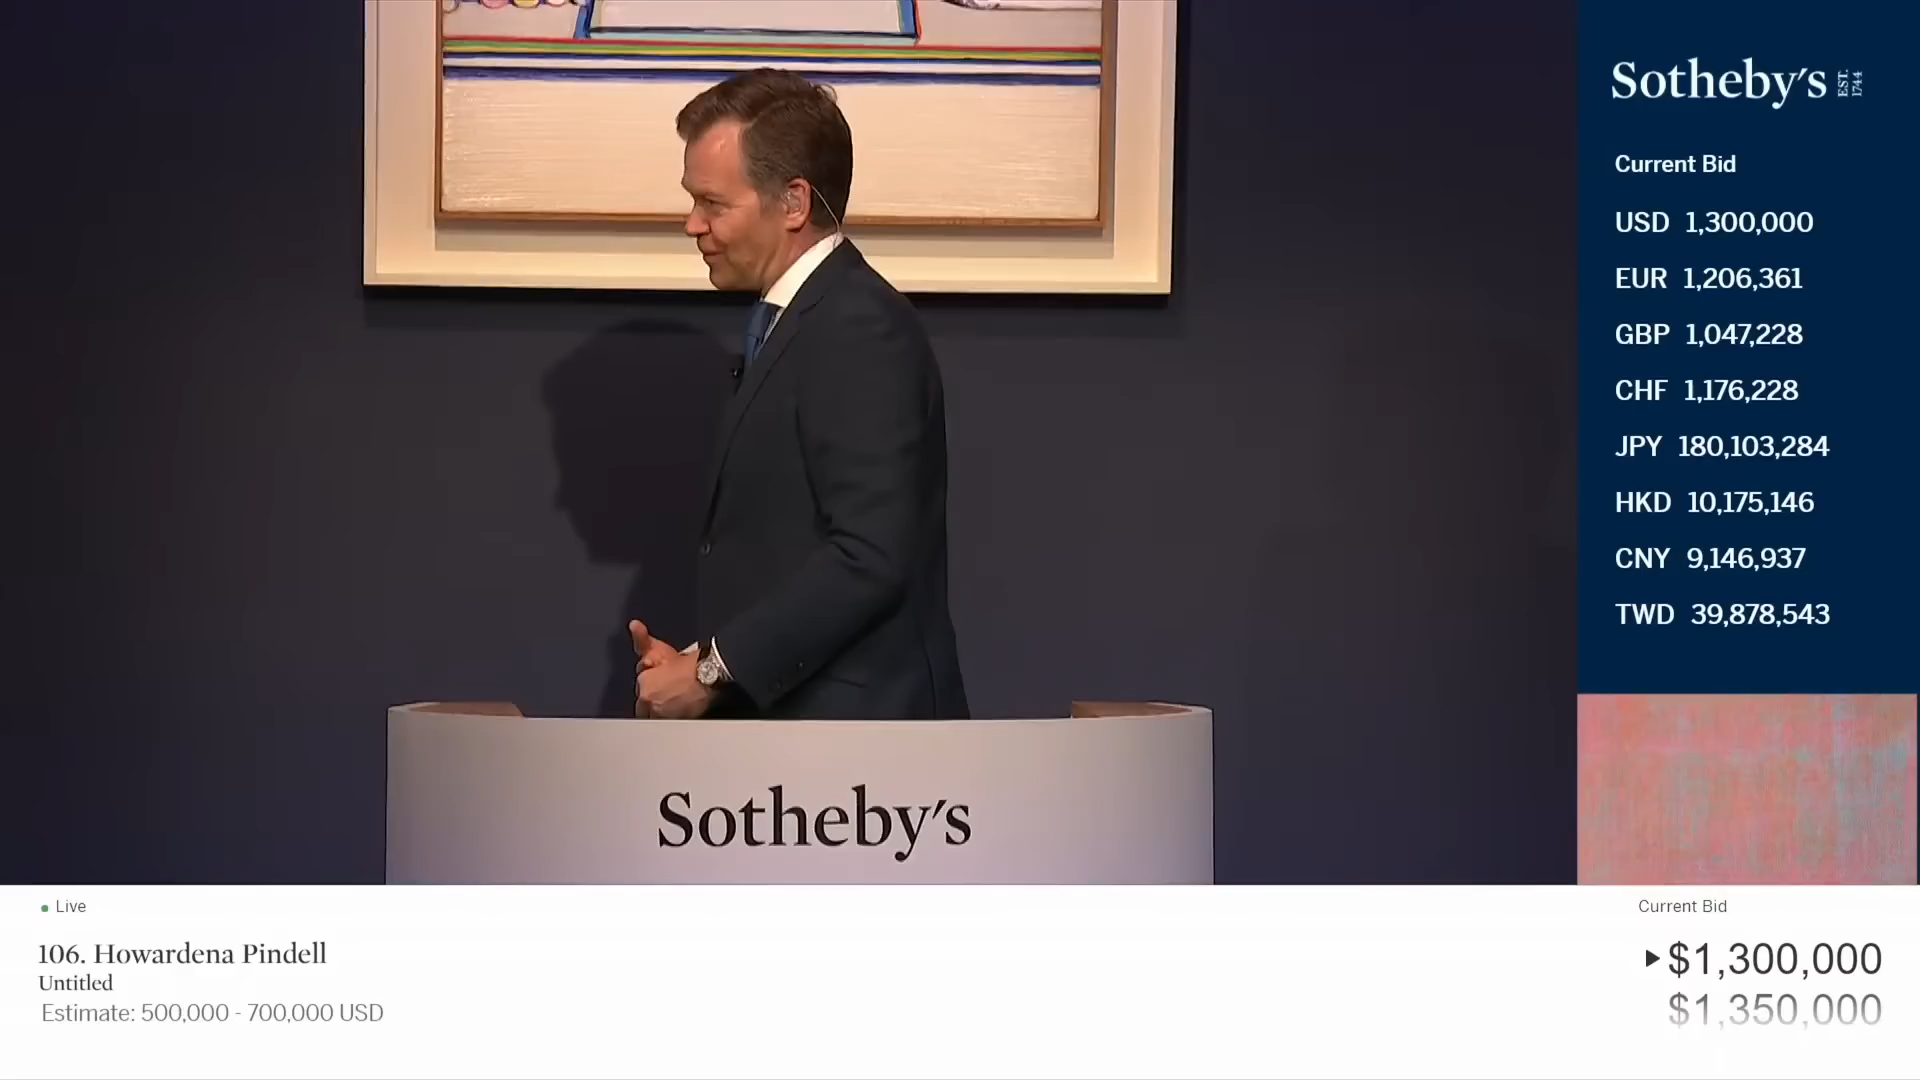 Sotheby's EST. 1744
Current Bid
USD 1,300,000
EUR 1,206,361
GBP 1,047,228
CHF 1,176,228
JPY 180,103,284
HKD 10,175,146
CNY 9,146,937
TWD 39,878,543
Sotheby's
Live
Current Bid
106. Howardena Pindell
Untitled
Estimate: 500,000 - 700,000 USD
$1,300,000
$1,350,000